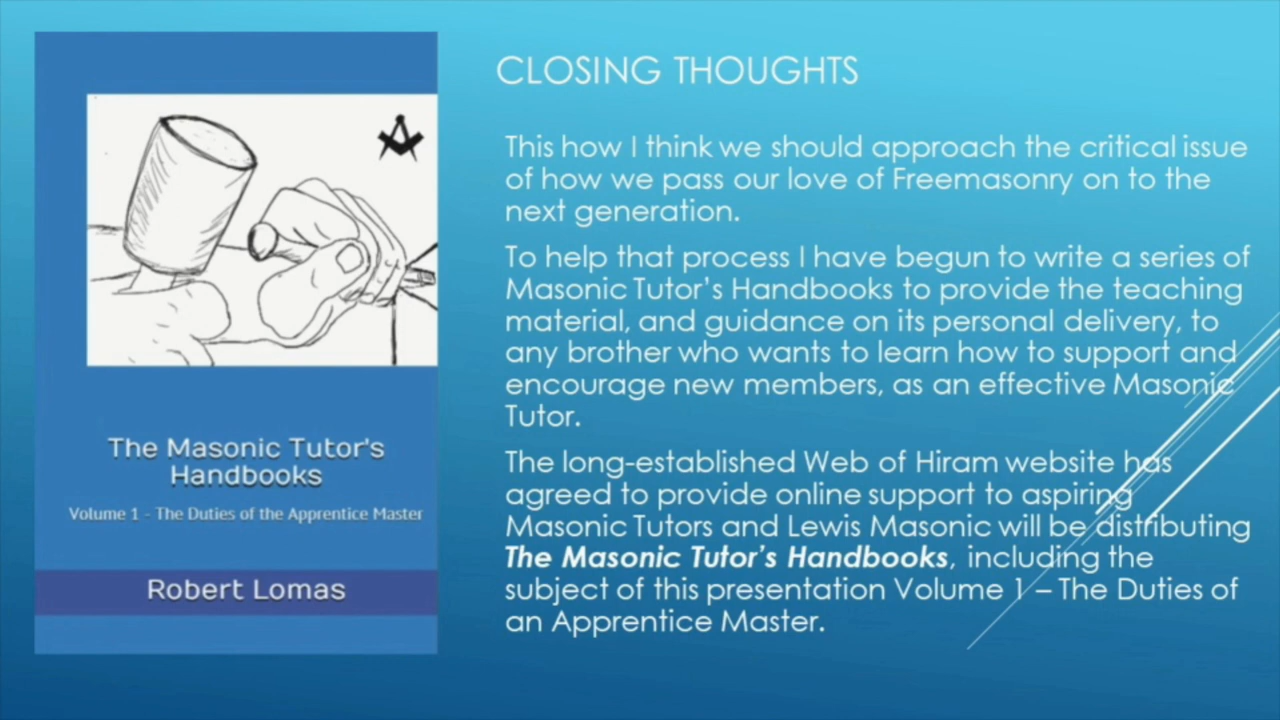 The Masonic Tutor's
Handbooks
Volume 1 - The Duties of the Apprentice Master
Robert Lomas
CLOSING THOUGHTS
This how I think we should approach the critical issue
of how we pass our love of Freemasonry on to the
next generation.
To help that process I have begun to write a series of
Masonic Tutor's Handbooks to provide the teaching
material, and guidance on its personal delivery, to
any brother who wants to learn how to support and
encourage new members, as an effective Masonic
Tutor.
The long-established Web of Hiram website has
agreed to provide online support to aspiring
Masonic Tutors and Lewis Masonic will be distributing
The Masonic Tutor's Handbooks, including the
subject of this presentation Volume 1 – The Duties of
an Apprentice Master.